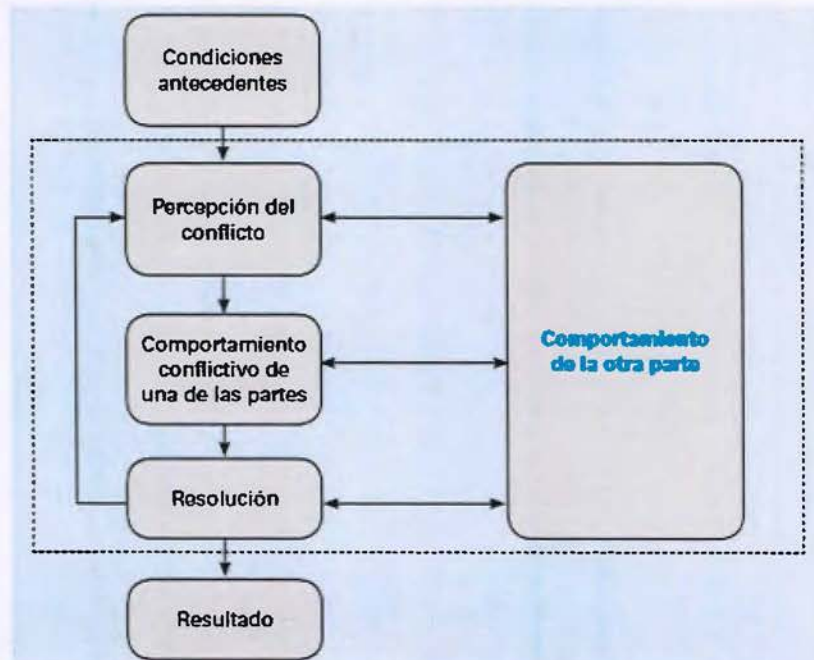 Condiciones
antecedentes
Percepción del
conflicto
Comportamiento
conflictivo de
una de las partes
Comportamiento
de la otra parte
Resolución
Resultado